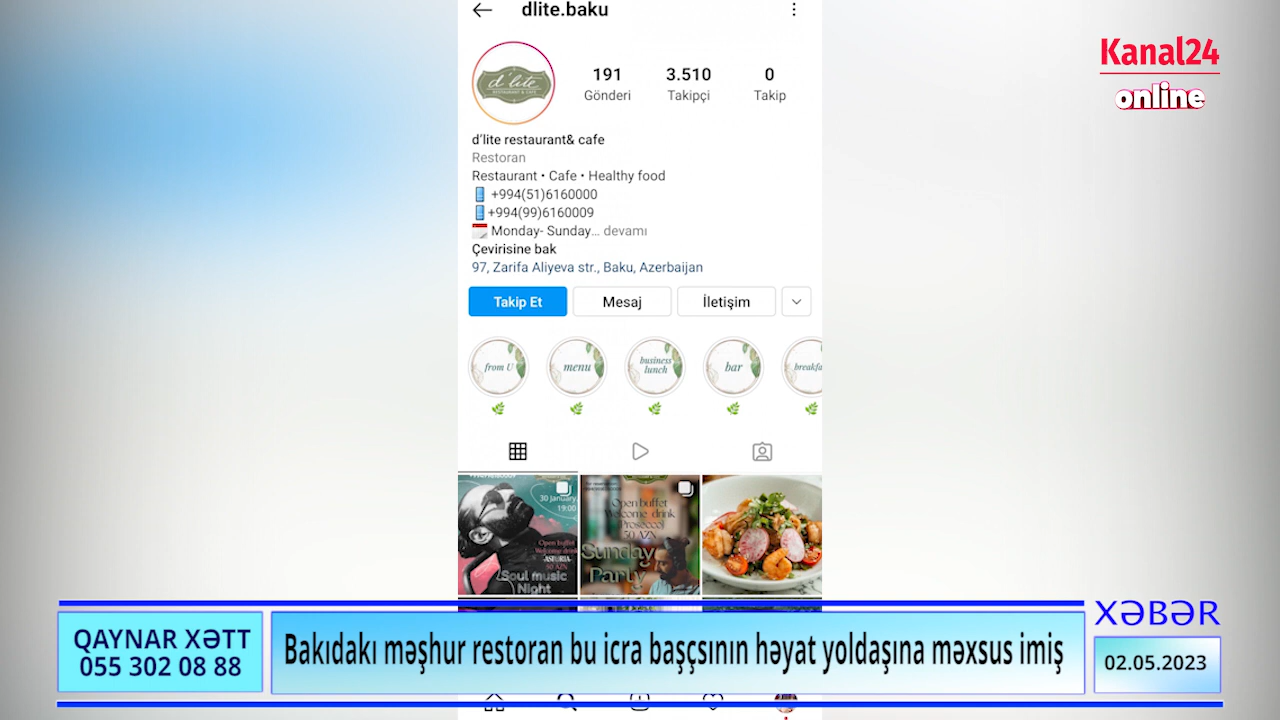 dlite.baku
Kanal24
online
d'lite
RESTAURANT & CAFE
191
3.510
0
Gönderi
Takipçi
Takip
d'lite restaurant& cafe
Restoran
Restaurant • Cafe • Healthy food
+994(51)6160000
+994(99)6160009
Monday- Sunday... devamı
Çevirisine bak
97, Zarifa Aliyeva str., Baku, Azerbaijan
Takip Et
Mesaj
İletişim
from U
menu
business
lunch
bar
breakfa
30 January
19:00
Open buffet
Welcome drink
50 AZN
Soul music
Night
Open buffet
Welcome drink
Prosecco!
50 AZN
Sunday
Party
XƏBƏR
QAYNAR XƏTT
055 302 08 88
Bakıdakı məşhur restoran bu icra başçsının həyat yoldaşına məxsus imiş
02.05.2023